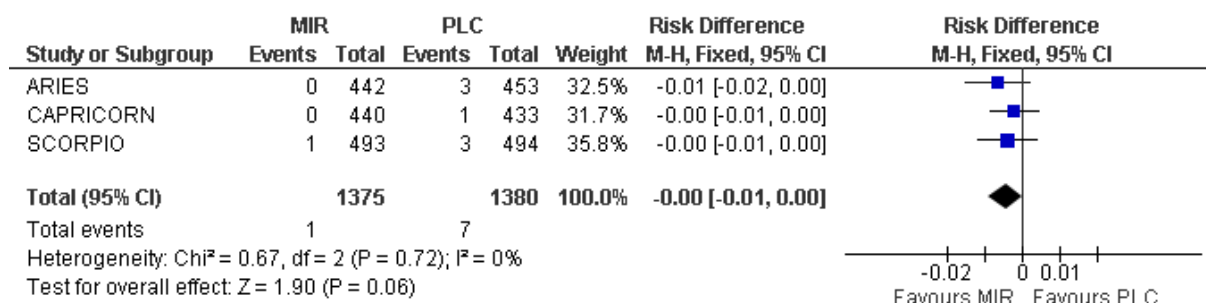 MIR PLC Risk Difference Risk Difference
Study or Subgroup Events Total Events Total Weight M-H, Fixed, 95% CI M-H, Fixed, 95% CI
ARIES 0 442 3 453 32.5% -0.01 [-0.02, 0.00]
CAPRICORN 0 440 1 433 31.7% -0.00 [-0.01, 0.00]
SCORPIO 1 493 3 494 35.8% -0.00 [-0.01, 0.00]
Total (95% CI) 1375 1380 100.0% -0.00 [-0.01, 0.00]
Total events 1 7
Heterogeneity: Chi² = 0.67, df = 2 (P = 0.72); I² = 0%
Test for overall effect: Z = 1.90 (P = 0.06)
-0.02 0 0.01
Favours MIR Favours PLC